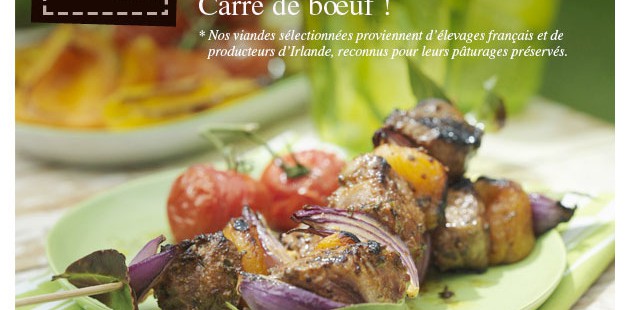 Carré de bœuf !
* Nos viandes sélectionnées proviennent d’élevages français et de
producteurs d’Irlande, reconnus pour leurs pâturages préservés.